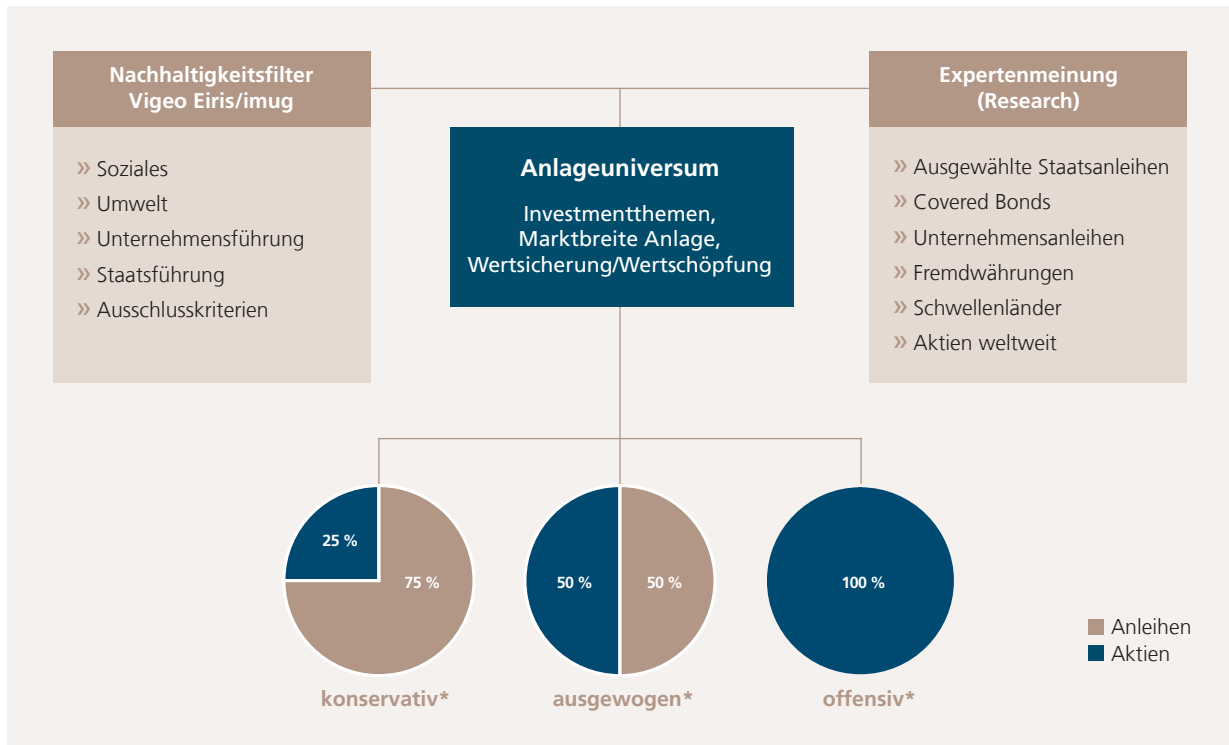 Nachhaltigkeitsfilter
Vigeo Eiris/imug
» Soziales
» Umwelt
» Unternehmensführung
» Staatsführung
» Ausschlusskriterien
Anlageuniversum
Investmentthemen,
Marktbreite Anlage,
Wertsicherung/Wertschöpfung
Expertenmeinung
(Research)
» Ausgewählte Staatsanleihen
» Covered Bonds
» Unternehmensanleihen
» Fremdwährungen
» Schwellenländer
» Aktien weltweit
25 %
75 %
konservativ*
50 %
50 %
ausgewogen*
100 %
offensiv*
Anleihen
Aktien